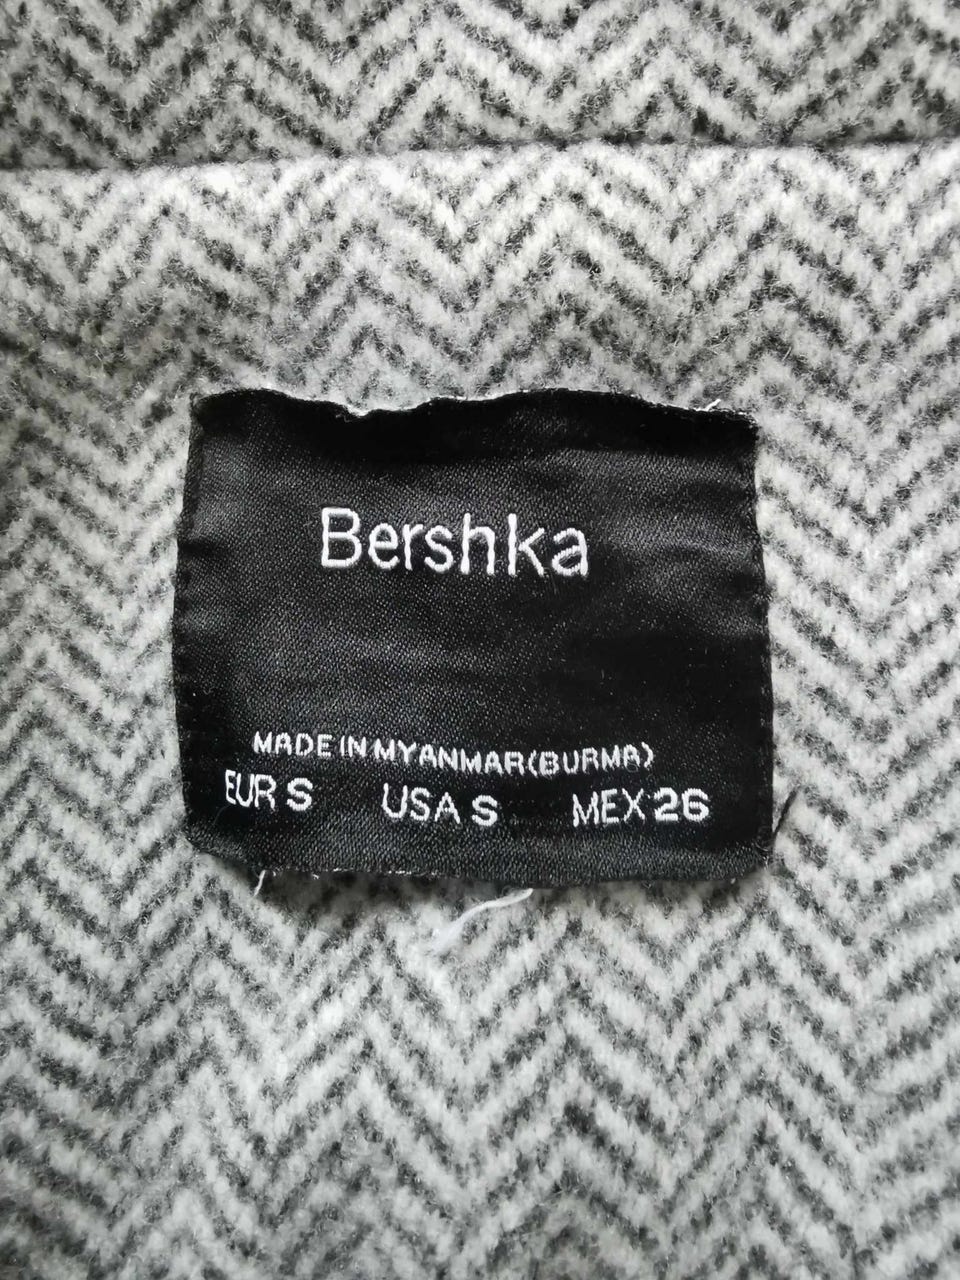 Bershka
MADE IN MYANMAR(BURMA)
EUR S USA S MEX 26